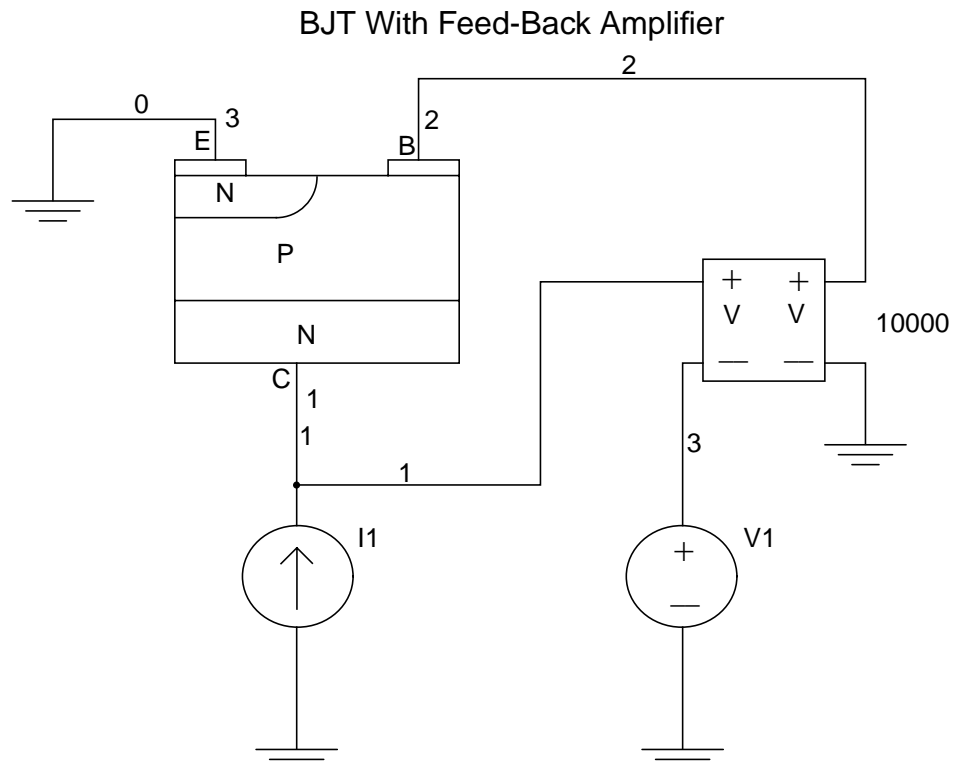 BJT With Feed-Back Amplifier
2
0
3
2
E
B
N
P
+ +
V V
— —
10000
N
C
1
1
3
1
I1
V1
+
—